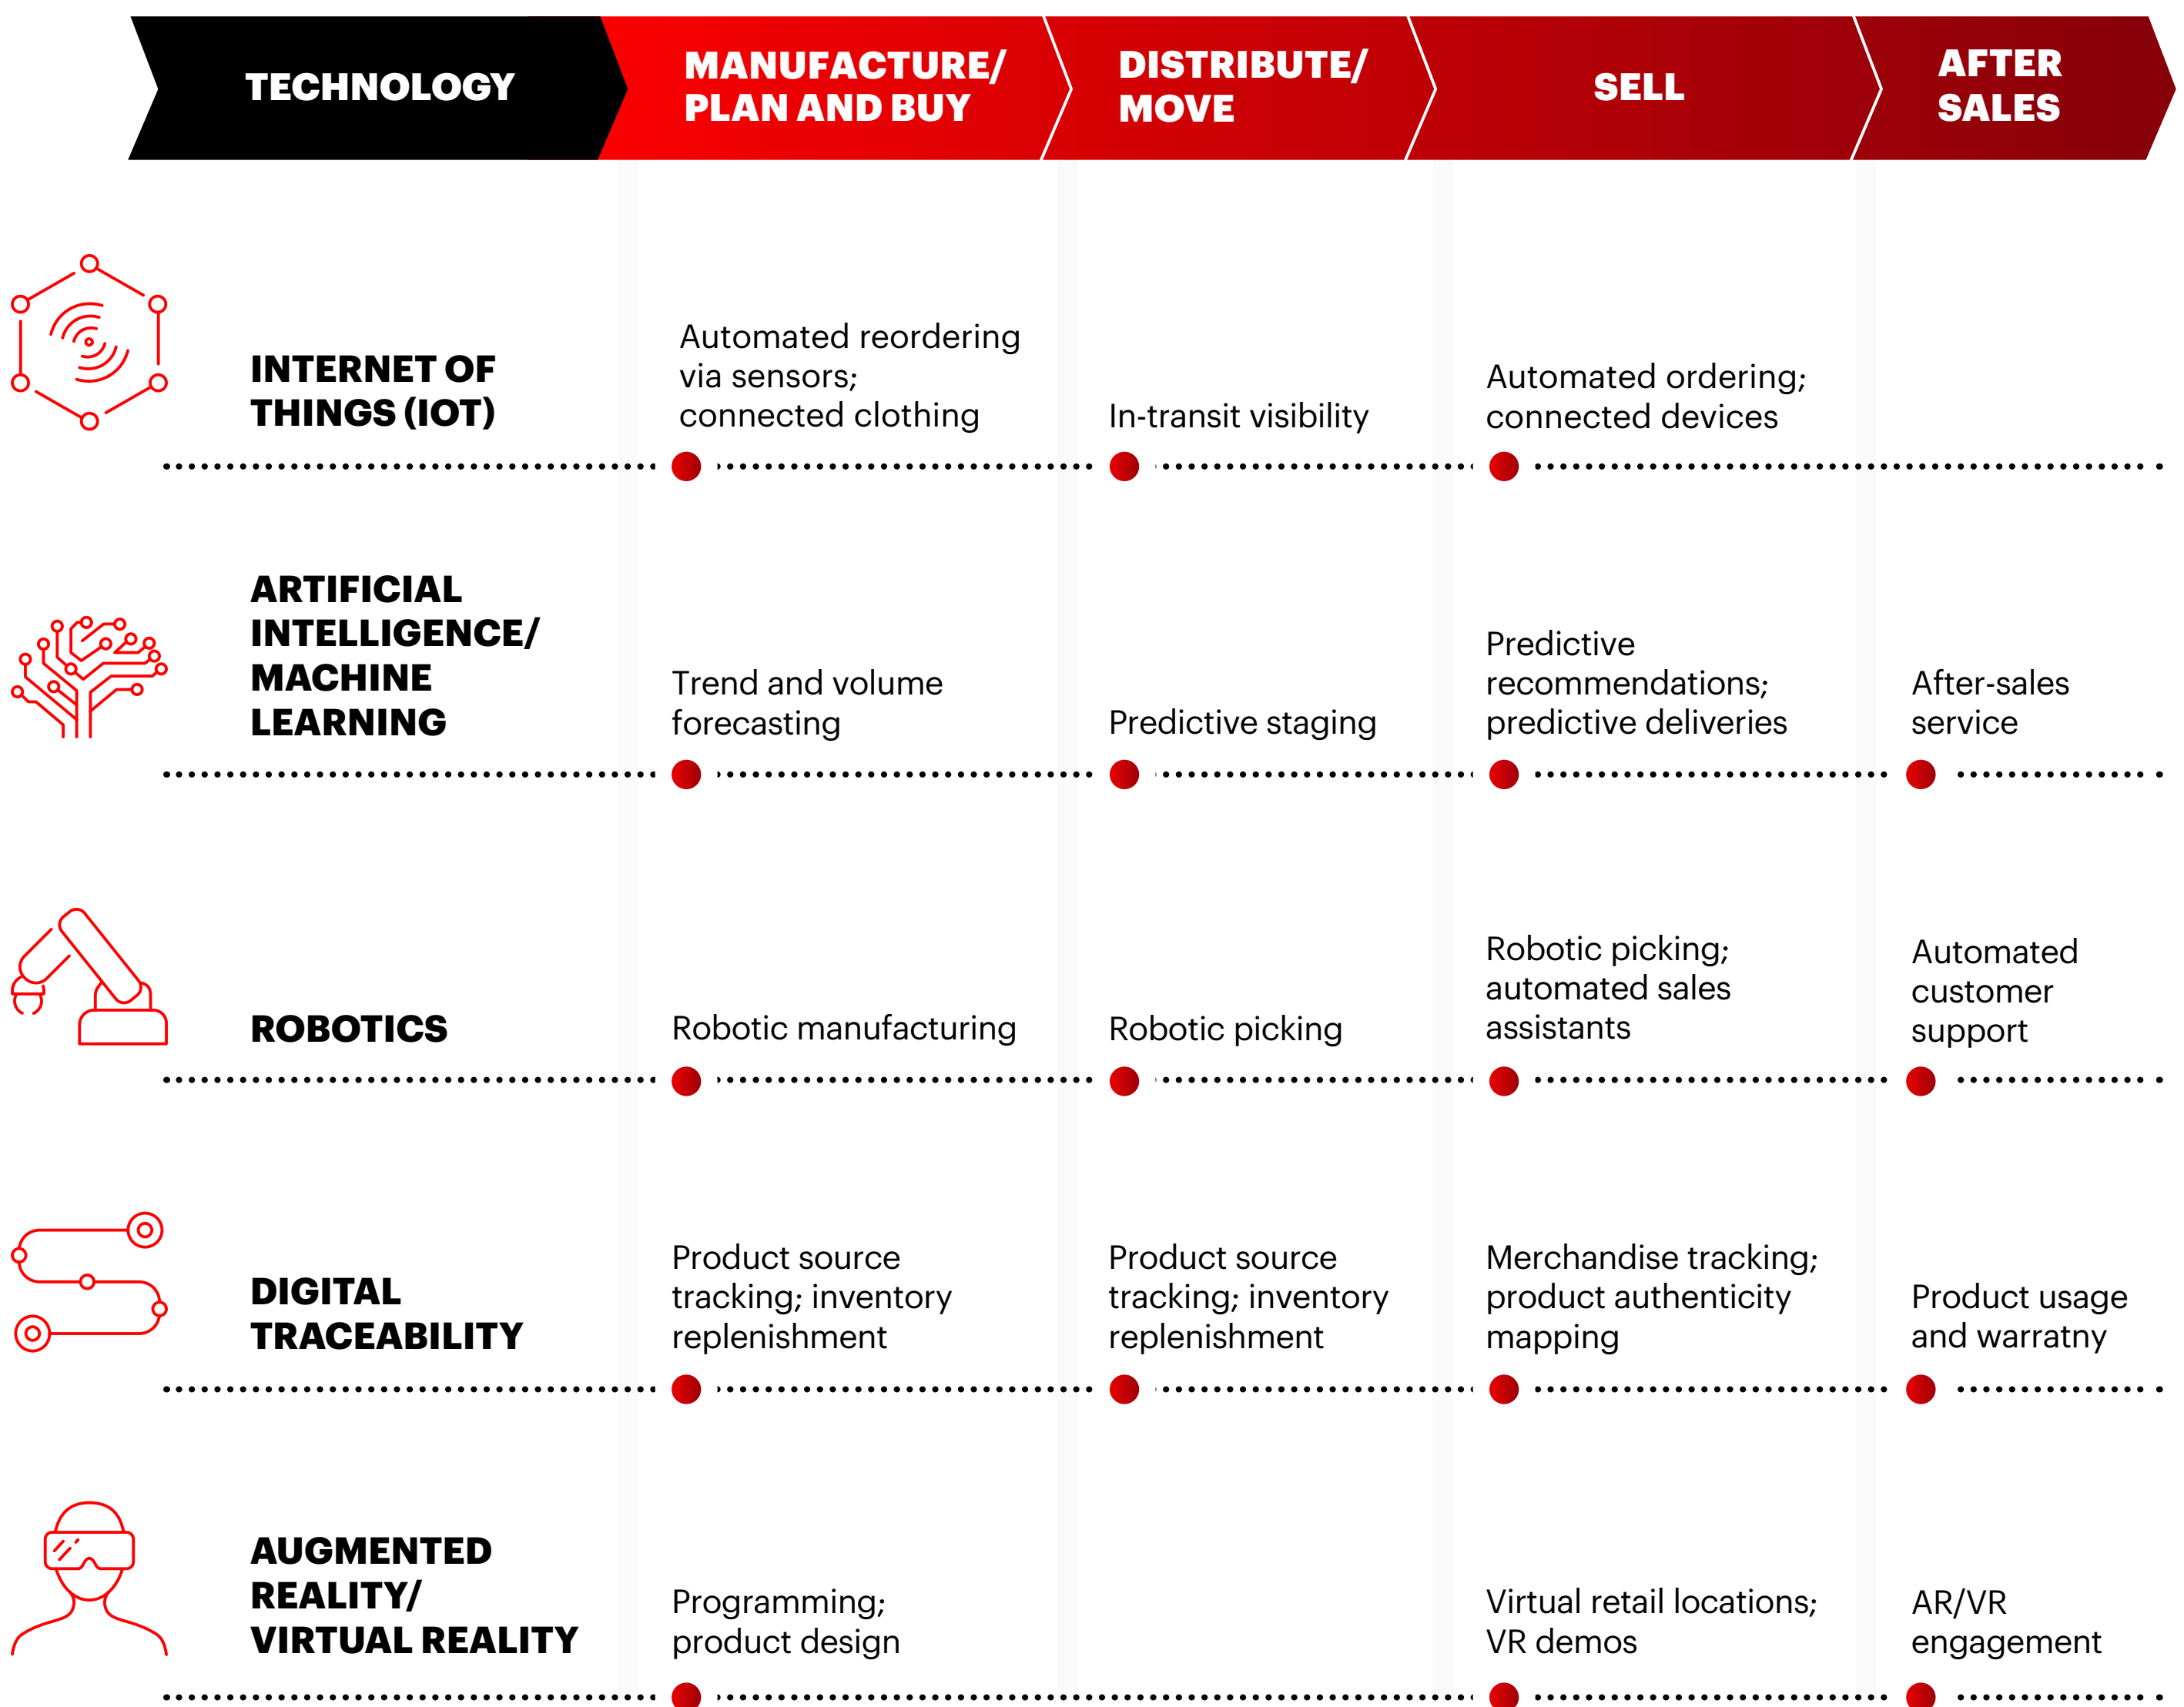 TECHNOLOGY
MANUFACTURE/
PLAN AND BUY
DISTRIBUTE/
MOVE
SELL
AFTER
SALES
INTERNET OF
THINGS (IOT)
Automated reordering
via sensors;
connected clothing
In-transit visibility
Automated ordering;
connected devices
ARTIFICIAL
INTELLIGENCE/
MACHINE
LEARNING
Trend and volume
forecasting
Predictive staging
Predictive
recommendations;
predictive deliveries
After-sales
service
ROBOTICS
Robotic manufacturing
Robotic picking
Robotic picking;
automated sales
assistants
Automated
customer
support
DIGITAL
TRACEABILITY
Product source
tracking; inventory
replenishment
Product source
tracking; inventory
replenishment
Merchandise tracking;
product authenticity
mapping
Product usage
and warratny
AUGMENTED
REALITY/
VIRTUAL REALITY
Programming;
product design
Virtual retail locations;
VR demos
AR/VR
engagement